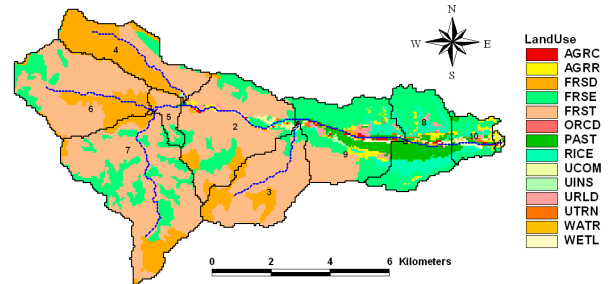 N
W E
S
LandUse
AGRC
AGRR
FRSD
FRSE
FRST
ORCD
PAST
RICE
UCOM
UINS
URLD
UTRN
WATR
WETL
4
6
5
2
8
10
7
9
3
0 2 4 6 Kilometers